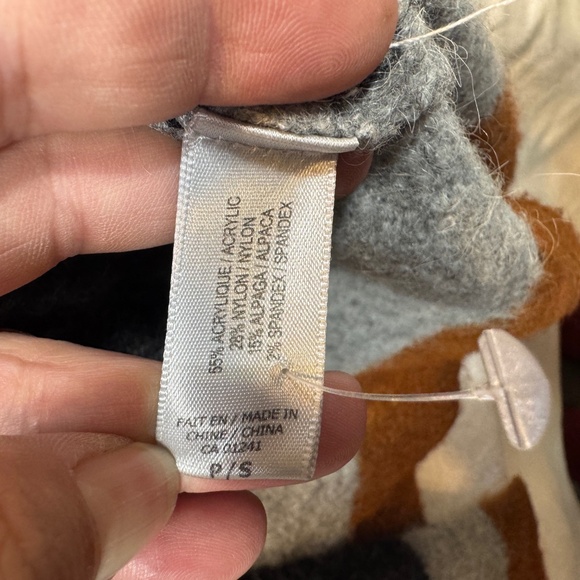 55% ACRYLIQUE / ACRYLIC
28% NYLON / NYLON
15% ALPAGA / ALPACA
2% SPANDEX / SPANDEX
FAIT EN / MADE IN
CHINE / CHINA
CA 01241
P/S